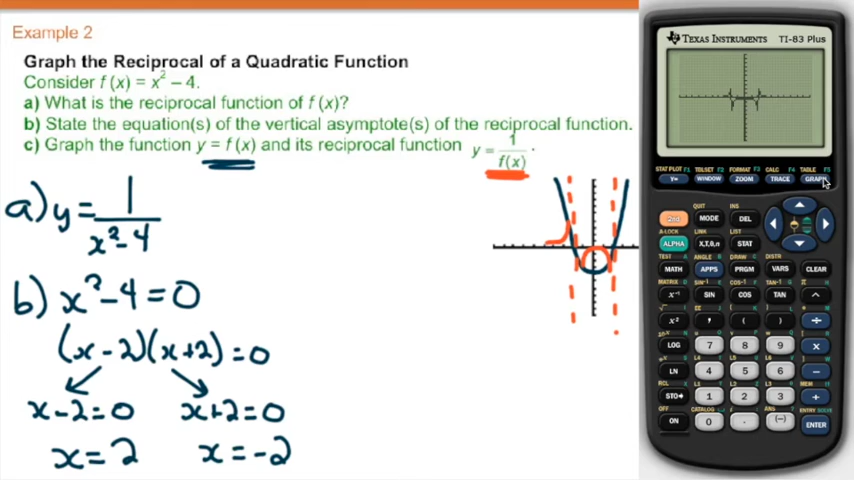 Example 2
Graph the Reciprocal of a Quadratic Function
Consider f (x) = x² – 4.
a) What is the reciprocal function of f (x)?
b) State the equation(s) of the vertical asymptote(s) of the reciprocal function.
c) Graph the function y = f(x) and its reciprocal function y = 1/f(x).
a) y = 1/(x²-4)
b) x²-4=0
(x-2)(x+2)=0
x-2=0 x+2=0
x=2 x=-2
TEXAS INSTRUMENTS TI-83 Plus
STAT PLOT F1 TBLSET F2 FORMAT F3 CALC F4 TABLE F5
Y= WINDOW ZOOM TRACE GRAPH
QUIT INS
2nd MODE DEL
A-LOCK LINK LIST
ALPHA X,T,θ,n STAT
TEST A ANGLE B DRAW C DISTR
MATH APPS PRGM VARS CLEAR
MATRIX D SIN⁻¹ E COS⁻¹ F TAN⁻¹ G π H
x⁻¹ SIN COS TAN ^
x² , ( ) ÷
LOG 7 8 9 ×
LN 4 5 6 −
RCL
STO➔ 1 2 3 +
OFF CATALOG ANS ENTRY SOLVE
ON 0 . (−) ENTER